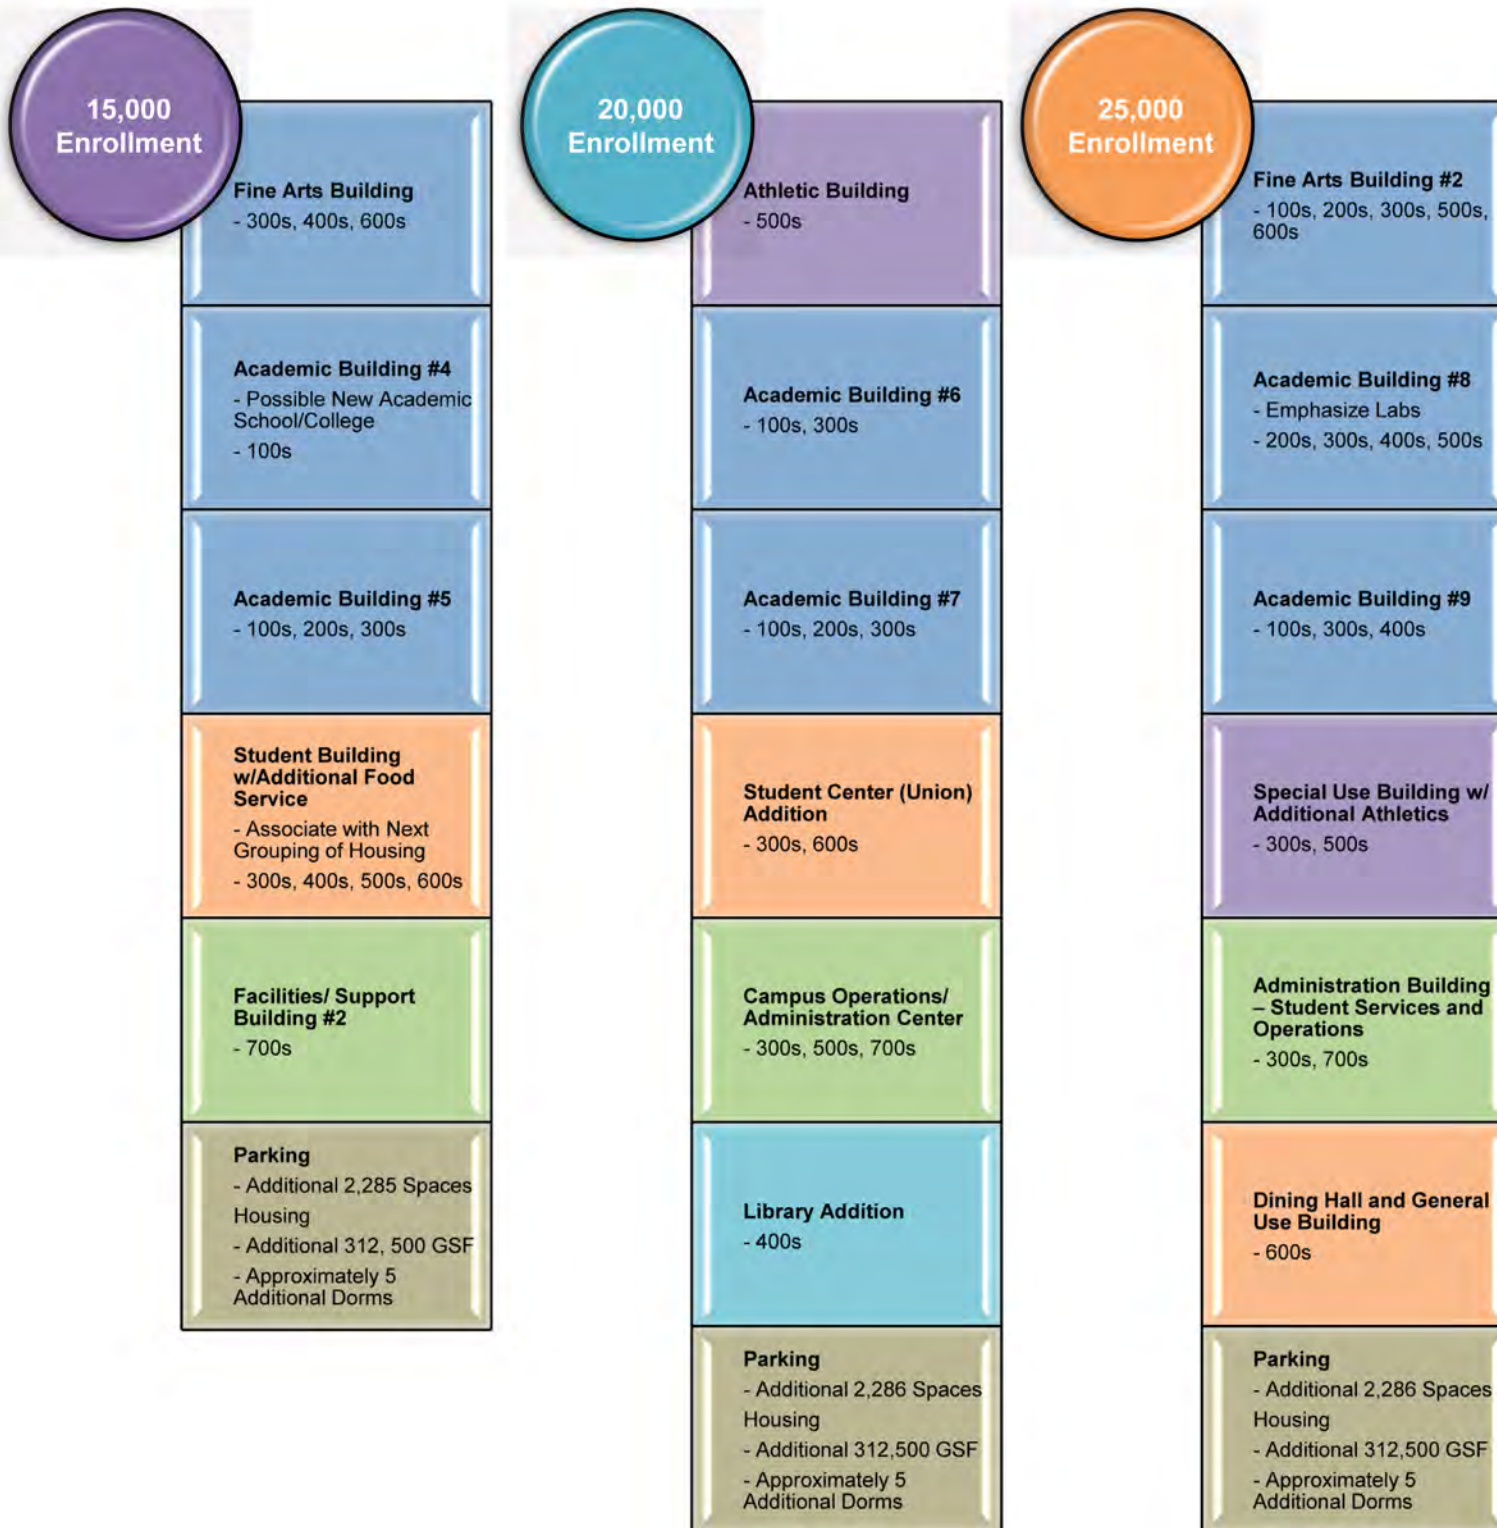 15,000
Enrollment
Fine Arts Building
- 300s, 400s, 600s
Academic Building #4
- Possible New Academic
School/College
- 100s
Academic Building #5
- 100s, 200s, 300s
Student Building
w/Additional Food
Service
- Associate with Next
Grouping of Housing
- 300s, 400s, 500s, 600s
Facilities/ Support
Building #2
- 700s
Parking
- Additional 2,285 Spaces
Housing
- Additional 312, 500 GSF
- Approximately 5
Additional Dorms
20,000
Enrollment
Athletic Building
- 500s
Academic Building #6
- 100s, 300s
Academic Building #7
- 100s, 200s, 300s
Student Center (Union)
Addition
- 300s, 600s
Campus Operations/
Administration Center
- 300s, 500s, 700s
Library Addition
- 400s
Parking
- Additional 2,286 Spaces
Housing
- Additional 312,500 GSF
- Approximately 5
Additional Dorms
25,000
Enrollment
Fine Arts Building #2
- 100s, 200s, 300s, 500s,
600s
Academic Building #8
- Emphasize Labs
- 200s, 300s, 400s, 500s
Academic Building #9
- 100s, 300s, 400s
Special Use Building w/
Additional Athletics
- 300s, 500s
Administration Building
– Student Services and
Operations
- 300s, 700s
Dining Hall and General
Use Building
- 600s
Parking
- Additional 2,286 Spaces
Housing
- Additional 312,500 GSF
- Approximately 5
Additional Dorms